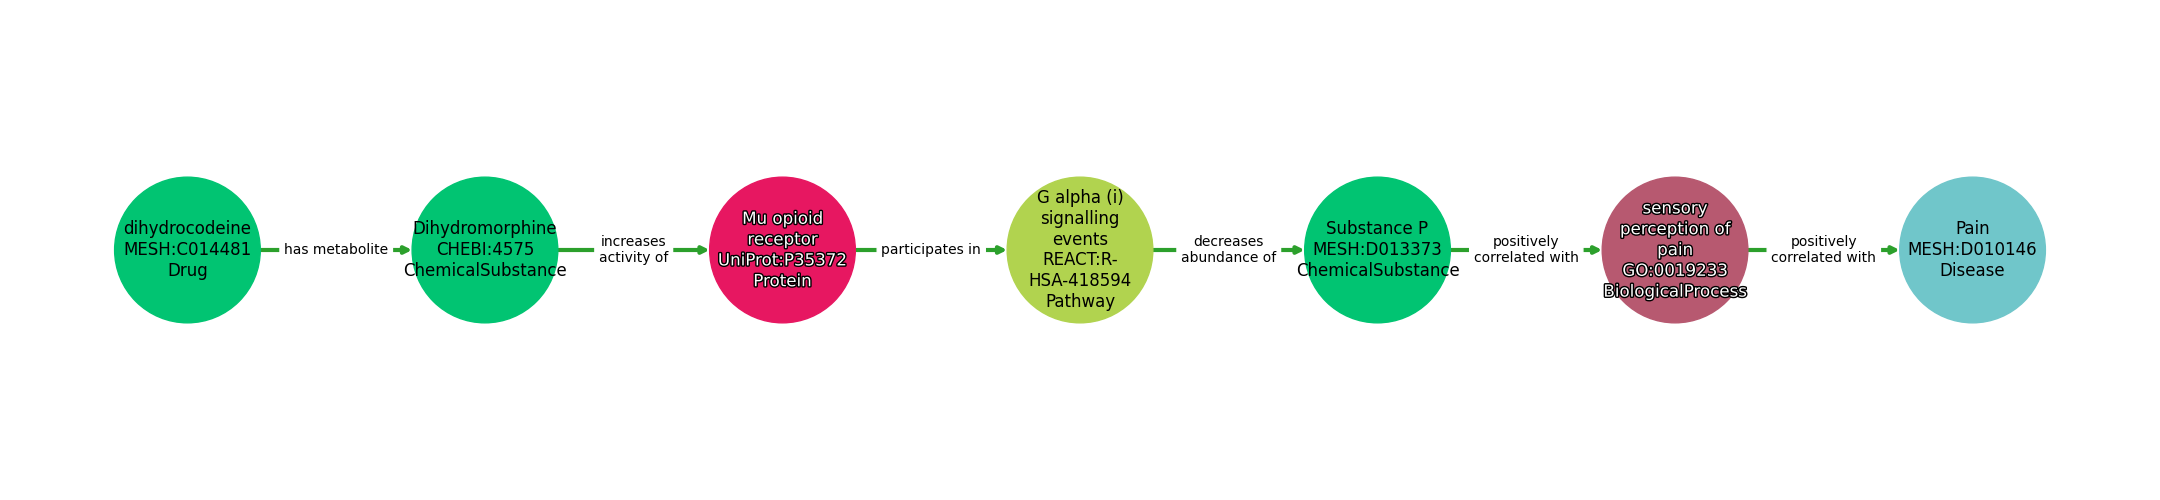 dihydrocodeine
MESH:C014481
Drug
has metabolite
Dihydromorphine
CHEBI:4575
ChemicalSubstance
increases
activity of
Mu opioid
receptor
UniProt:P35372
Protein
participates in
G alpha (i)
signalling
events
REACT:R-
HSA-418594
Pathway
decreases
abundance of
Substance P
MESH:D013373
ChemicalSubstance
positively
correlated with
sensory
perception of
pain
GO:0019233
BiologicalProcess
positively
correlated with
Pain
MESH:D010146
Disease